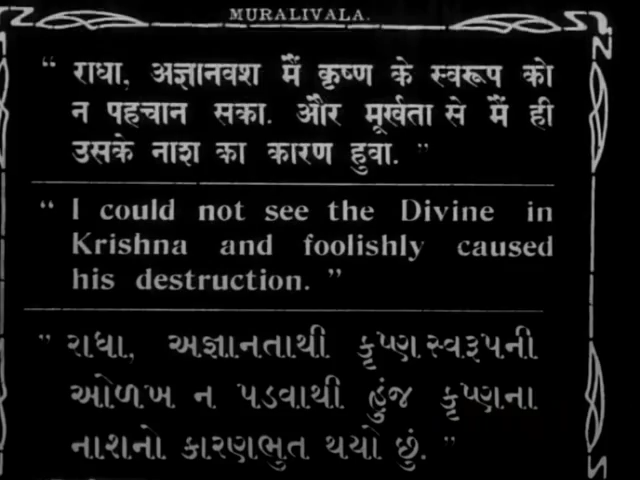 MURALIVALA.
“ राधा, अज्ञानवश मैं कृष्ण के स्वरूप को
न पहचान सका. और मूर्खता से मैं ही
उसके नाश का कारण हुवा. ”
“ I could not see the Divine in
Krishna and foolishly caused
his destruction. ”
“ રાધા, અજ્ઞાનતાથી કૃષ્ણસ્વરૂપની
ઓળખ ન પડવાથી હુંજ કૃષ્ણના
નાશનો કારણભુત થયો છું. ”